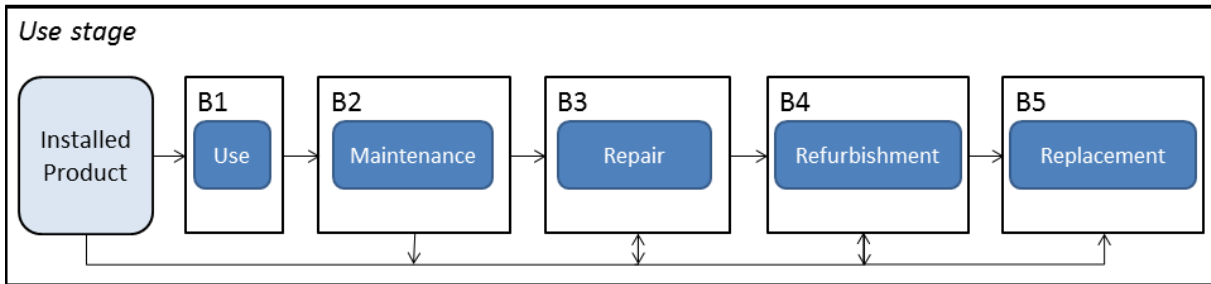 Use stage
Installed
Product
B1
Use
B2
Maintenance
B3
Repair
B4
Refurbishment
B5
Replacement